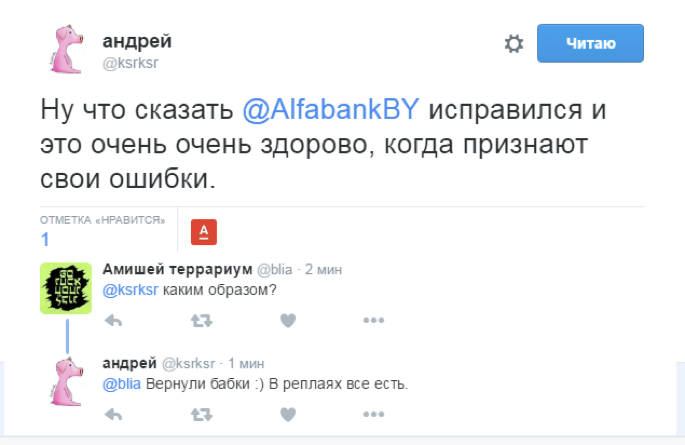 андрей
@ksrksr
Читаю
Ну что сказать @AlfabankBY исправился и
это очень очень здорово, когда признают
свои ошибки.
ОТМЕТКА «НРАВИТСЯ»
1
А
Амишей террариум @blia · 2 мин
@ksrksr каким образом?
GO
FUCK
YOUR
SELF
андрей @ksrksr · 1 мин
@blia Вернули бабки :) В реплаях все есть.